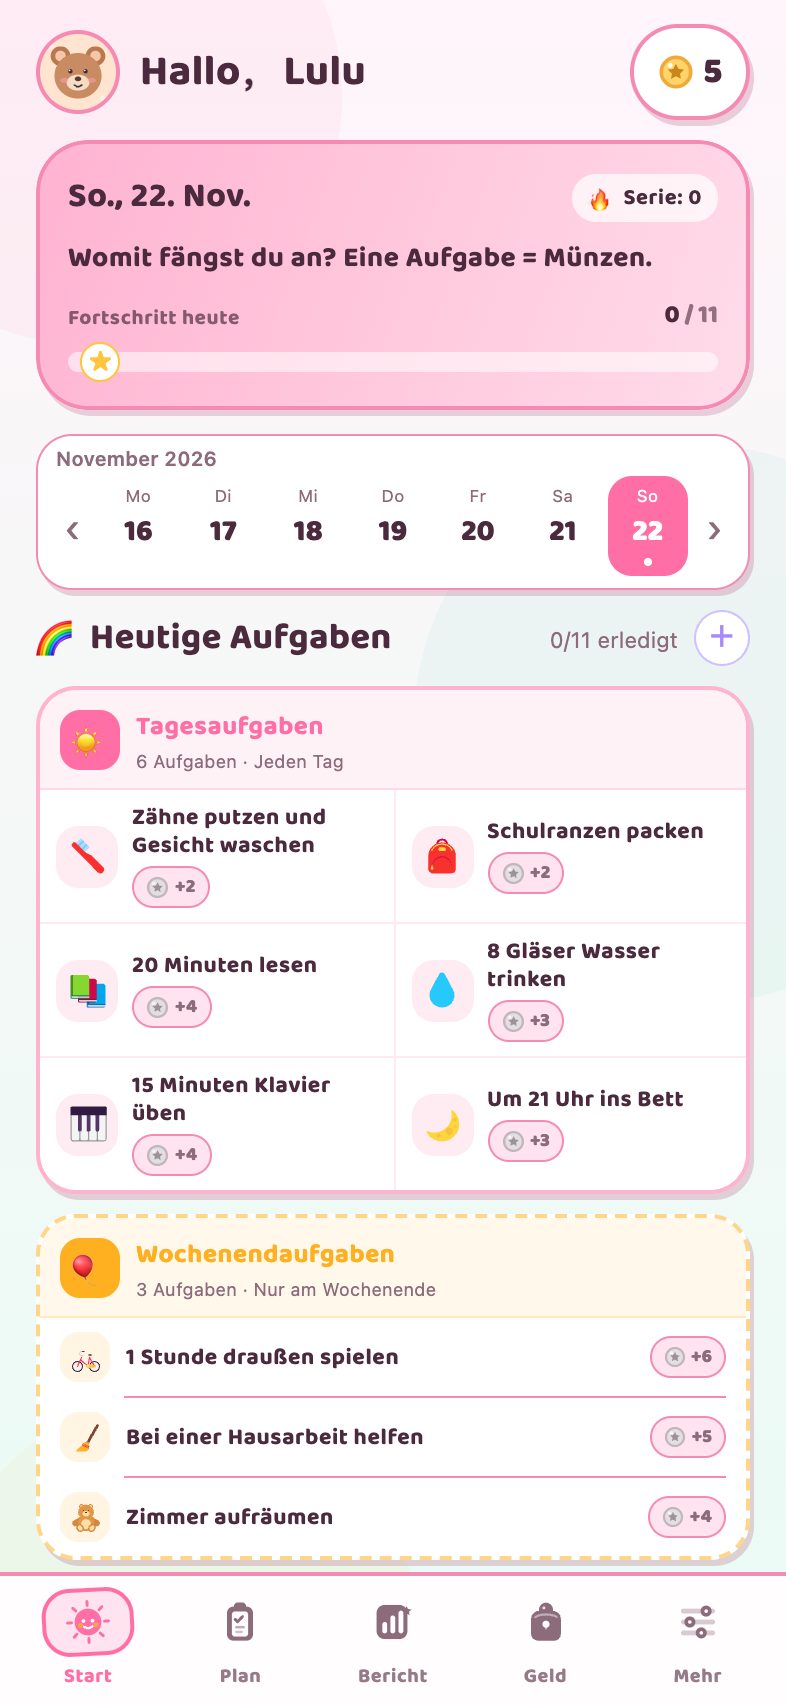 Hallo, Lulu
5
So., 22. Nov.
Serie: 0
Womit fängst du an? Eine Aufgabe = Münzen.
Fortschritt heute
0 / 11
November 2026
Mo Di Mi Do Fr Sa So
16 17 18 19 20 21 22
Heutige Aufgaben
0/11 erledigt
Tagesaufgaben
6 Aufgaben · Jeden Tag
Zähne putzen und
Gesicht waschen
+2
Schulranzen packen
+2
20 Minuten lesen
+4
8 Gläser Wasser
trinken
+3
15 Minuten Klavier
üben
+4
Um 21 Uhr ins Bett
+3
Wochenendaufgaben
3 Aufgaben · Nur am Wochenende
1 Stunde draußen spielen
+6
Bei einer Hausarbeit helfen
+5
Zimmer aufräumen
+4
Start
Plan
Bericht
Geld
Mehr